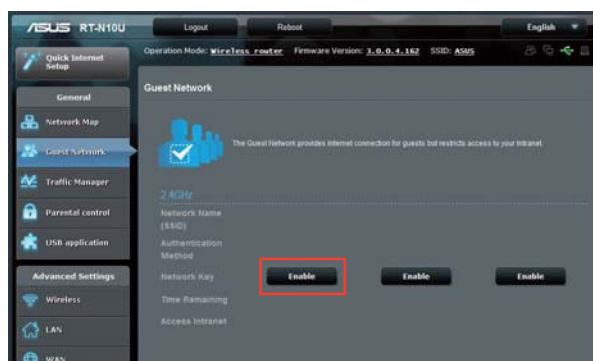 ASUS RT-N10U
Logout
Reboot
English
Quick Internet
Setup
Operation Mode: Wireless router Firmware Version: 3.0.0.4.162 SSID: ASUS
General
Network Map
Guest Network
Traffic Manager
Parental control
USB application
Advanced Settings
Wireless
LAN
WAN
Guest Network
The Guest Network provides Internet connection for guests but restricts access to your Intranet.
2.4GHz
Network Name
(SSID)
Authentication
Method
Network Key Enable Enable Enable
Time Remaining
Access Intranet